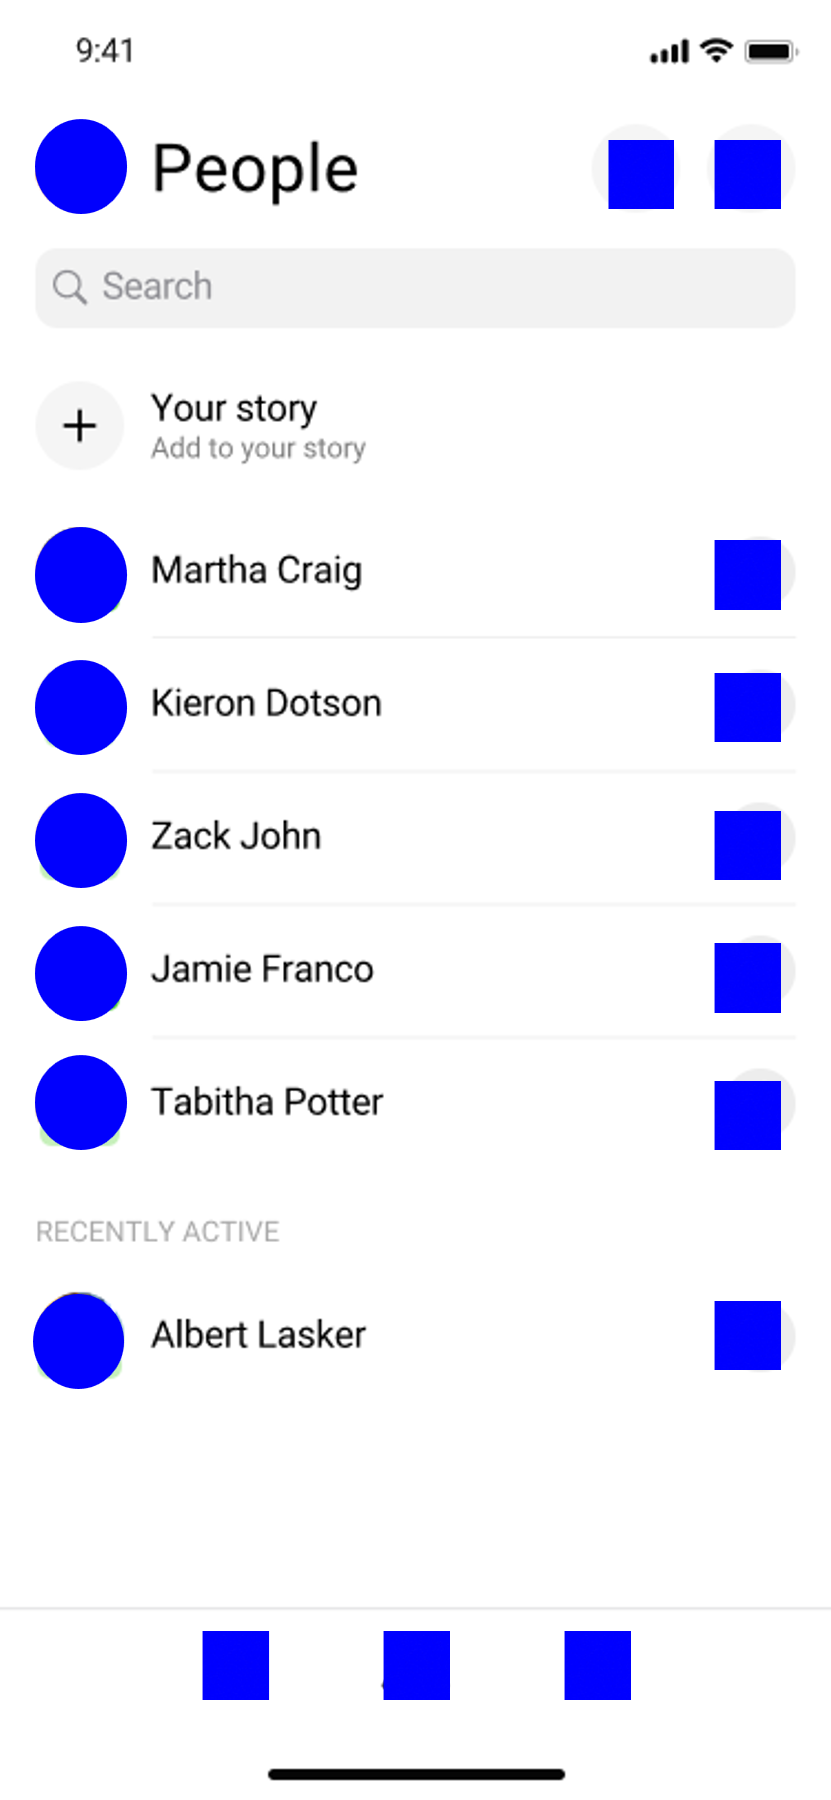 9:41
People
Search
Your story
Add to your story
Martha Craig
Kieron Dotson
Zack John
Jamie Franco
Tabitha Potter
RECENTLY ACTIVE
Albert Lasker